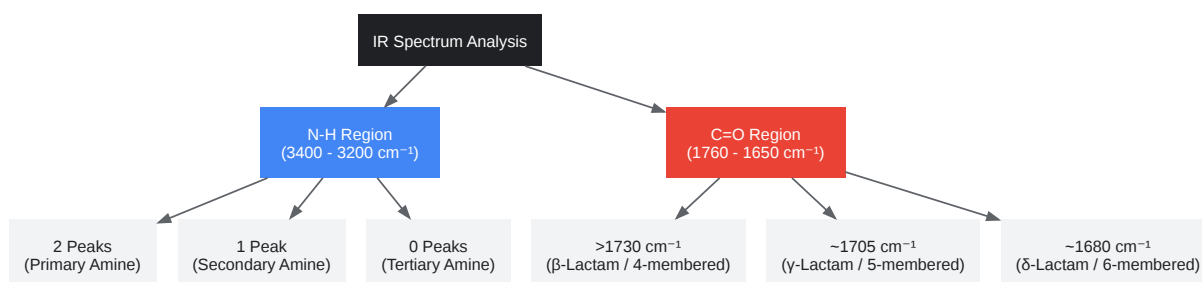 IR Spectrum Analysis
N-H Region
(3400 - 3200 cm⁻¹)
C=O Region
(1760 - 1650 cm⁻¹)
2 Peaks
(Primary Amine)
1 Peak
(Secondary Amine)
0 Peaks
(Tertiary Amine)
>1730 cm⁻¹
(β-Lactam / 4-membered)
~1705 cm⁻¹
(γ-Lactam / 5-membered)
~1680 cm⁻¹
(δ-Lactam / 6-membered)